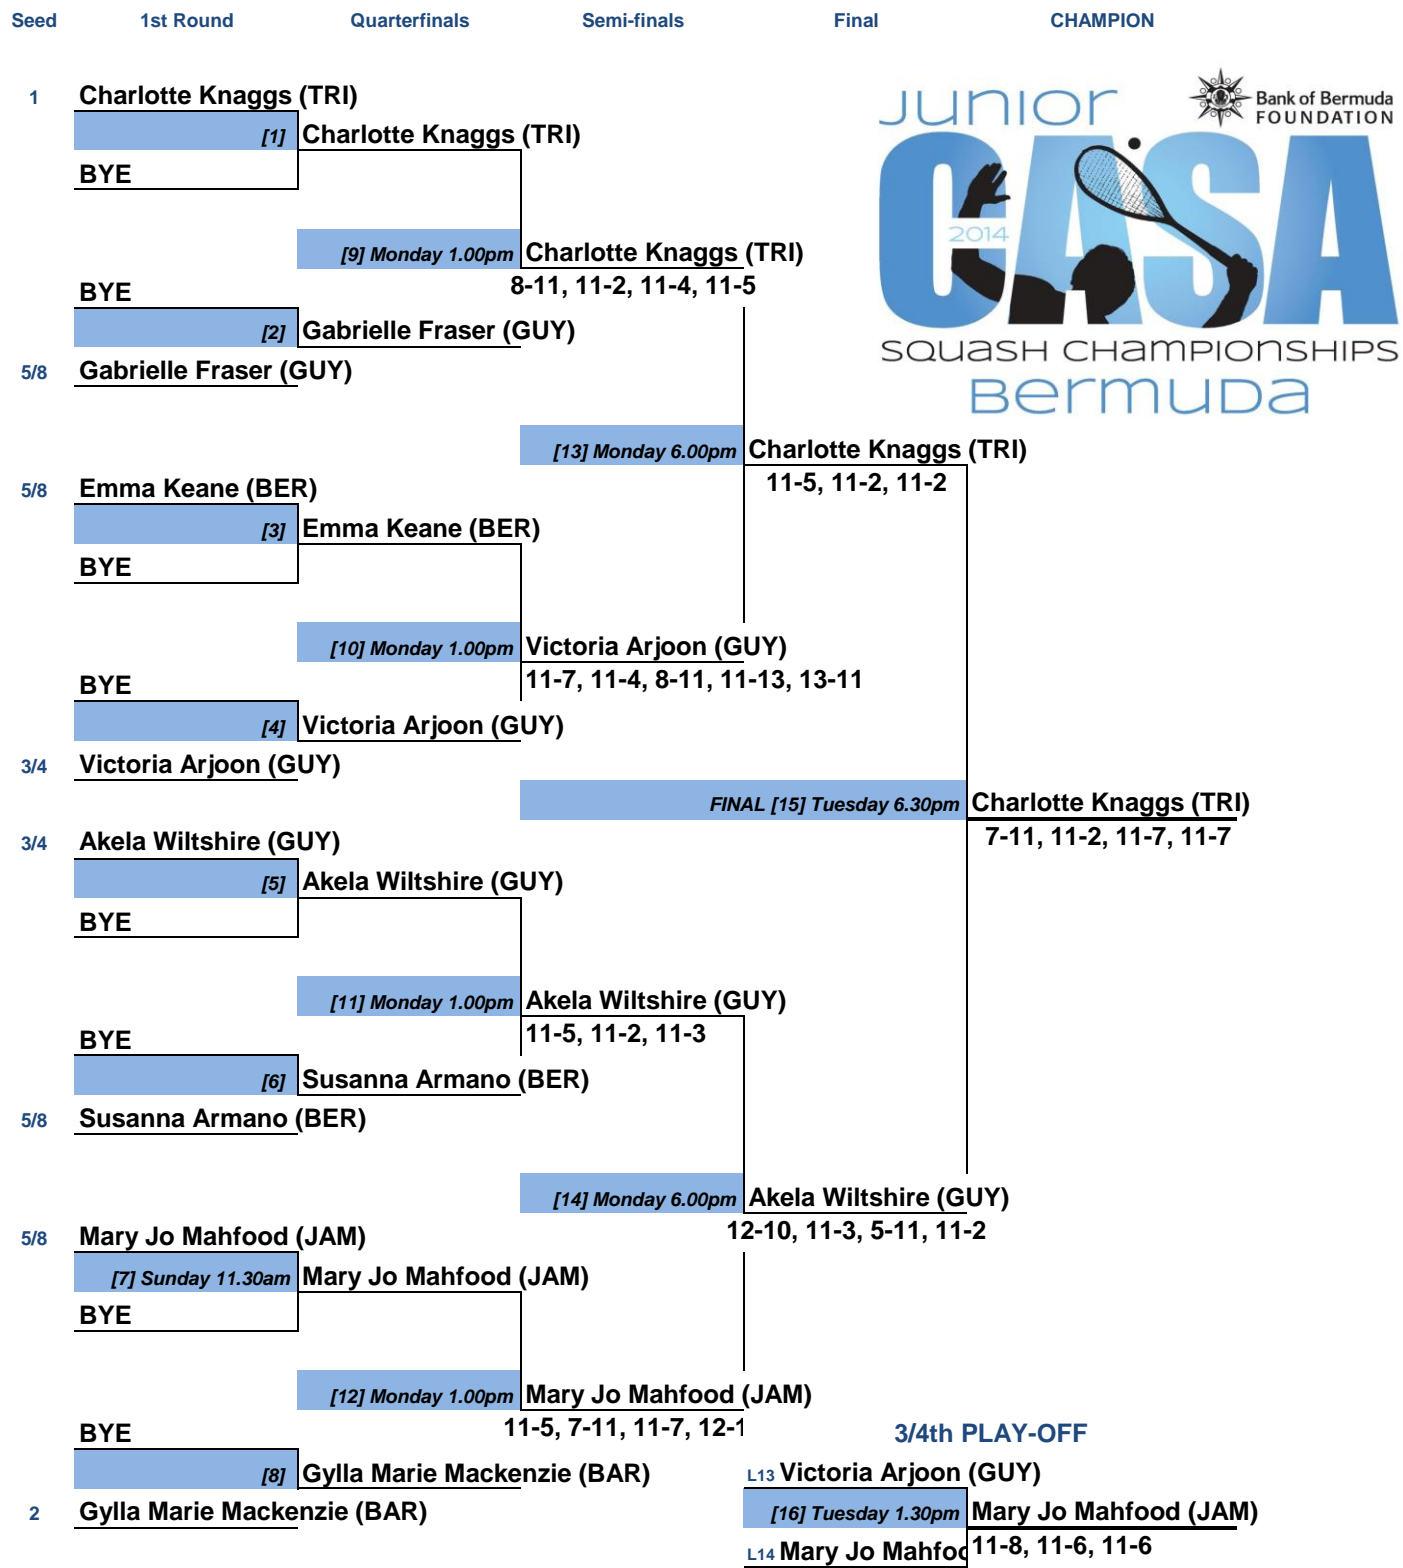 Seed 1st Round Quarterfinals Semi-finals Final CHAMPION
JUNIOR
Bank of Bermuda
FOUNDATION
CASA
2014
SQUASH CHAMPIONSHIPS
BERMUDA
1 Charlotte Knaggs (TRI)
[1] Charlotte Knaggs (TRI)
BYE
[9] Monday 1.00pm Charlotte Knaggs (TRI)
8-11, 11-2, 11-4, 11-5
BYE
[2] Gabrielle Fraser (GUY)
5/8 Gabrielle Fraser (GUY)
[13] Monday 6.00pm Charlotte Knaggs (TRI)
11-5, 11-2, 11-2
5/8 Emma Keane (BER)
[3] Emma Keane (BER)
BYE
[10] Monday 1.00pm Victoria Arjoon (GUY)
11-7, 11-4, 8-11, 11-13, 13-11
BYE
[4] Victoria Arjoon (GUY)
3/4 Victoria Arjoon (GUY)
FINAL [15] Tuesday 6.30pm Charlotte Knaggs (TRI)
7-11, 11-2, 11-7, 11-7
3/4 Akela Wiltshire (GUY)
[5] Akela Wiltshire (GUY)
BYE
[11] Monday 1.00pm Akela Wiltshire (GUY)
11-5, 11-2, 11-3
BYE
[6] Susanna Armano (BER)
5/8 Susanna Armano (BER)
[14] Monday 6.00pm Akela Wiltshire (GUY)
12-10, 11-3, 5-11, 11-2
5/8 Mary Jo Mahfood (JAM)
[7] Sunday 11.30am Mary Jo Mahfood (JAM)
BYE
[12] Monday 1.00pm Mary Jo Mahfood (JAM)
11-5, 7-11, 11-7, 12-1
BYE
3/4th PLAY-OFF
[8] Gylla Marie Mackenzie (BAR)
L13 Victoria Arjoon (GUY)
2 Gylla Marie Mackenzie (BAR)
[16] Tuesday 1.30pm Mary Jo Mahfood (JAM)
L14 Mary Jo Mahfoo 11-8, 11-6, 11-6